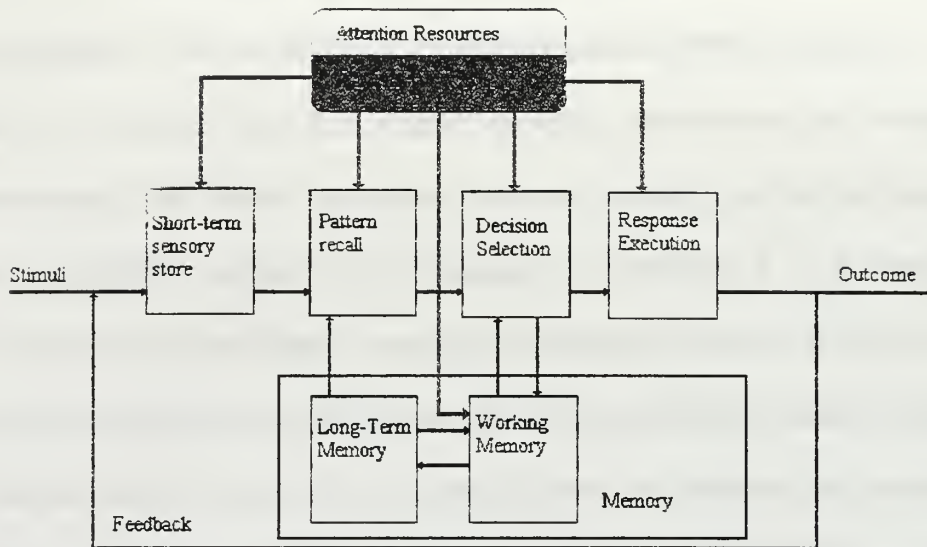 Attention Resources
Short-term
sensory
store
Pattern
recall
Decision
Selection
Response
Execution
Stimuli
Outcome
Long-Term
Memory
Working
Memory
Memory
Feedback